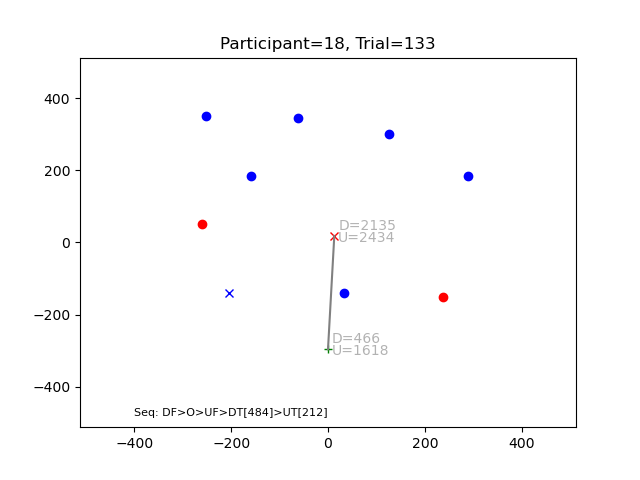 Participant=18, Trial=133
400
200
0
−200
−400
D=2135
U=2434
D=466
U=1618
Seq: DF>O>UF>DT[484]>UT[212]
−400
−200
0
200
400